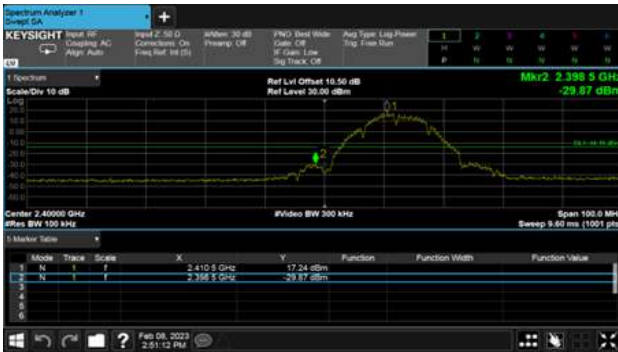 Spectrum Analyzer 1
Swept SA
+
KEYSIGHT Input: RF
Coupling: AC
Align: Auto
Input Z: 50 Ω
Corrections: On
Freq Ref: Int (S)
#Atten: 30 dB
Preamp: Off
PNO: Best Wide
Gate: Off
IF Gain: Low
Sig Track: Off
Avg Type: Log-Power
Trig: Free Run
1 Spectrum
Scale/Div 10 dB
Ref Lvl Offset 10.50 dB
Ref Level 30.00 dBm
Mkr2 2.398 5 GHz
-29.87 dBm
Log
Center 2.40000 GHz
#Res BW 100 kHz
#Video BW 300 kHz
Span 100.0 MH
Sweep 9.60 ms (1001 pts
5 Marker Table
Mode Trace Scale X Y Function Function Width Function Value
1 N 1 f 2.410 5 GHz 17.24 dBm
2 N 1 f 2.398 5 GHz -29.87 dBm
3
4
5
6
? Feb 08, 2023
2:51:12 PM